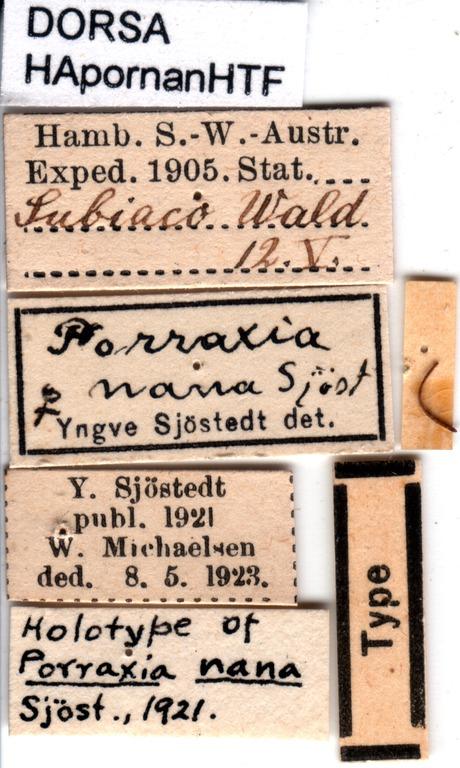 DORSA
HApornanHTF
Hamb. S.-W.-Austr.
Exped. 1905. Stat.
Subiaco Wald
12. V.
Porraxia
nana Sjöst
♀ Yngve Sjöstedt det.
Y. Sjöstedt
publ. 1921
W. Michaelsen
ded. 8. 5. 1923.
Type
Holotype of
Porraxia nana
Sjöst., 1921.